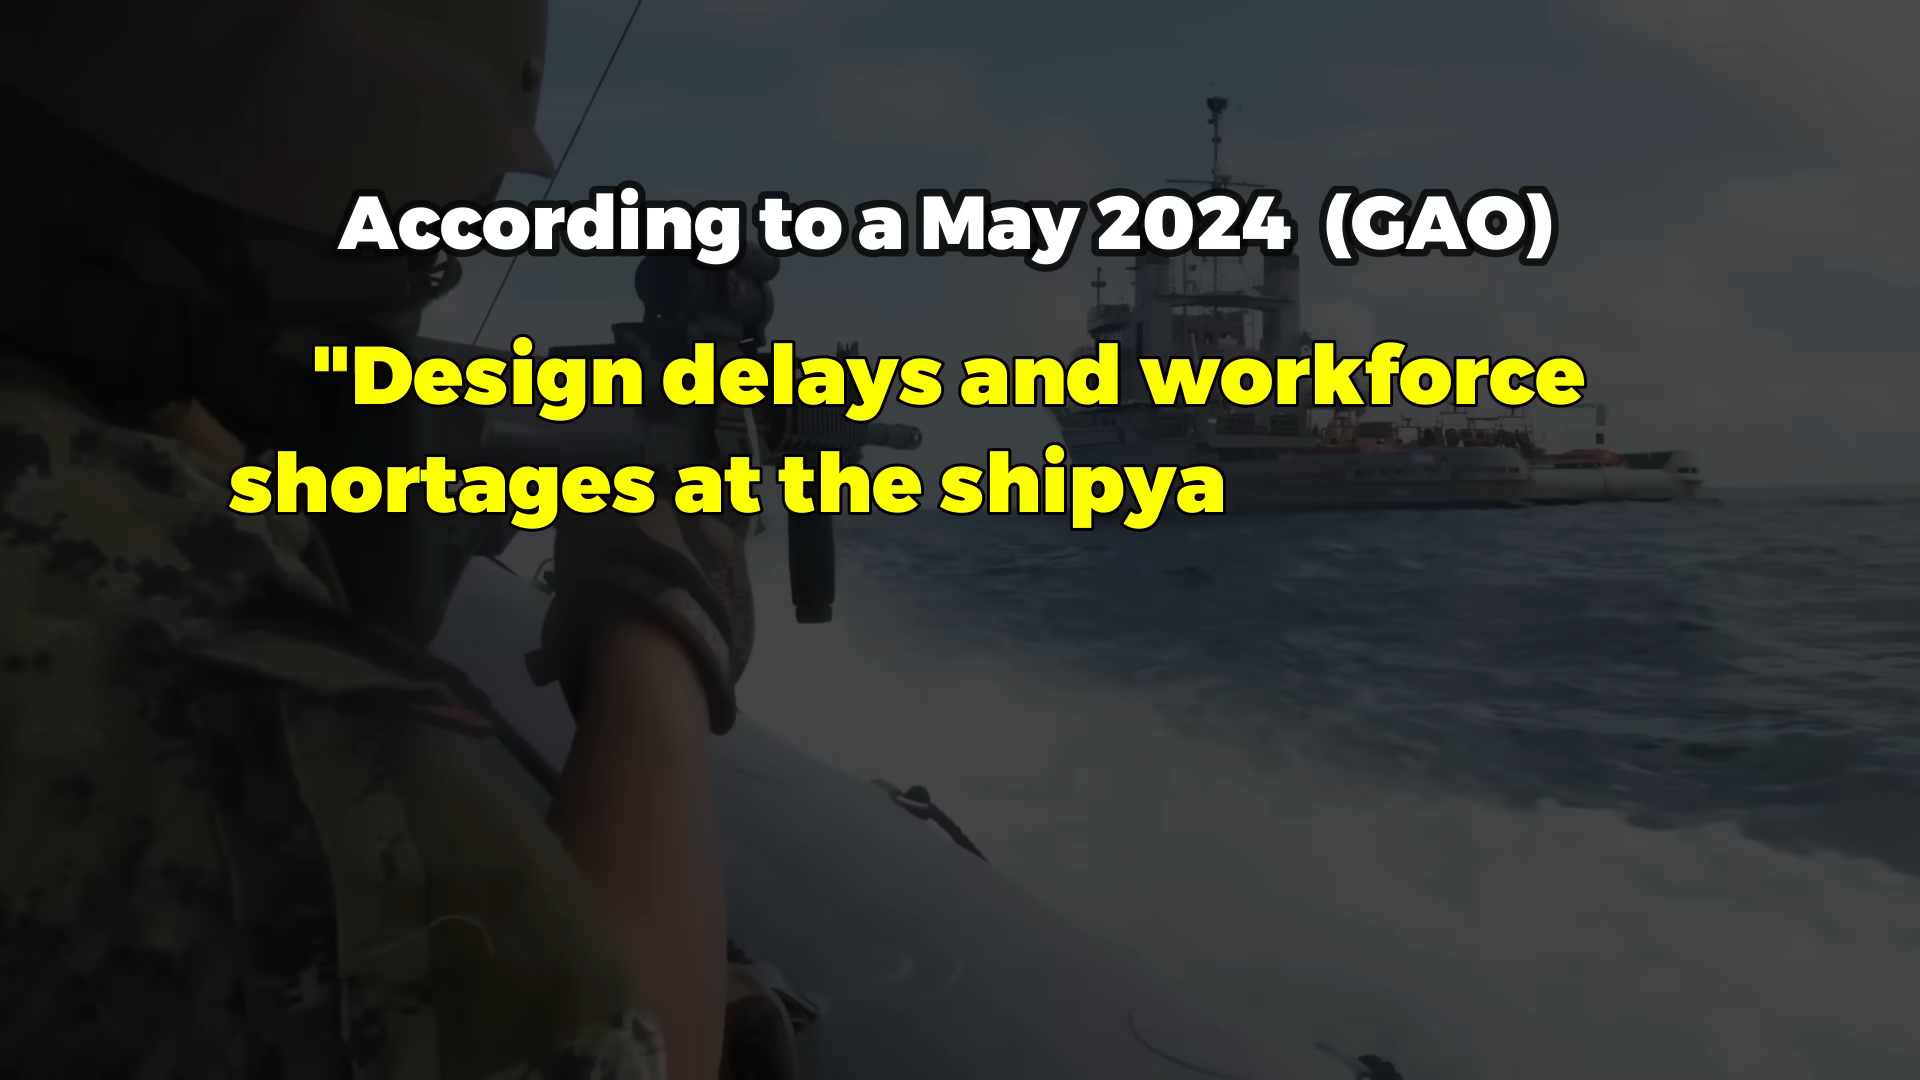 According to a May 2024 (GAO)
"Design delays and workforce
shortages at the shipya